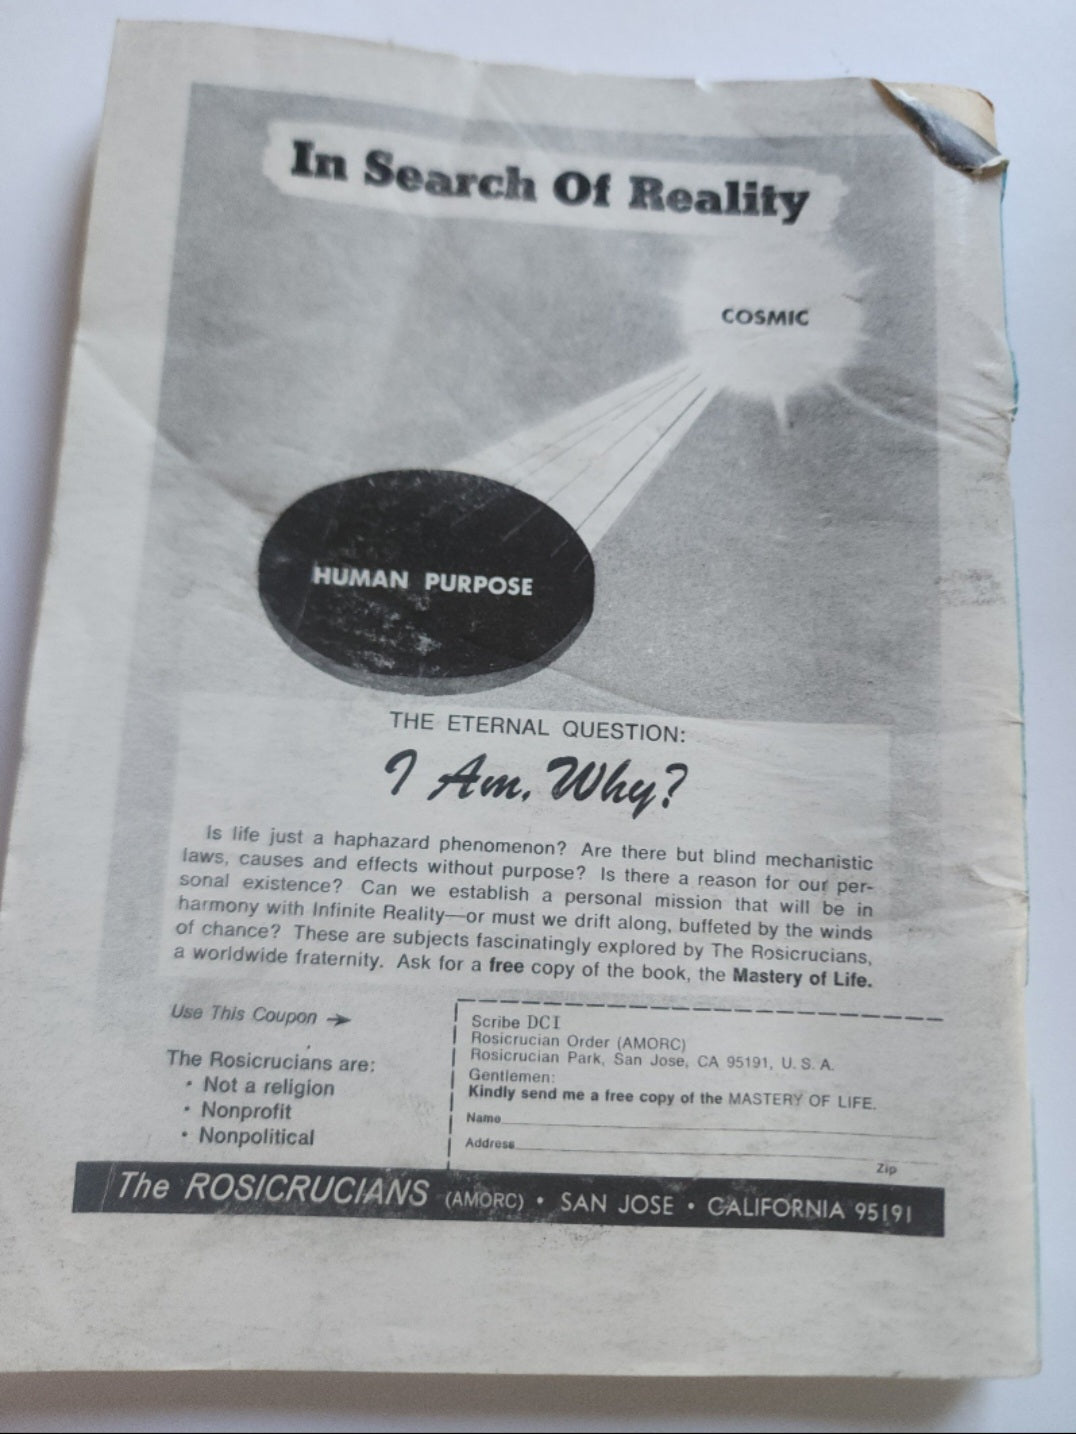 In Search Of Reality
COSMIC
HUMAN PURPOSE
THE ETERNAL QUESTION:
I Am, Why?
Is life just a haphazard phenomenon? Are there but blind mechanistic
laws, causes and effects without purpose? Is there a reason for our per-
sonal existence? Can we establish a personal mission that will be in
harmony with Infinite Reality—or must we drift along, buffeted by the winds
of chance? These are subjects fascinatingly explored by The Rosicrucians,
a worldwide fraternity. Ask for a free copy of the book, the Mastery of Life.
Use This Coupon →
The Rosicrucians are:
• Not a religion
• Nonprofit
• Nonpolitical
Scribe DCI
Rosicrucian Order (AMORC)
Rosicrucian Park, San Jose, CA 95191, U. S. A.
Gentlemen:
Kindly send me a free copy of the MASTERY OF LIFE.
Name
Address
Zip
The ROSICRUCIANS (AMORC) • SAN JOSE • CALIFORNIA 95191